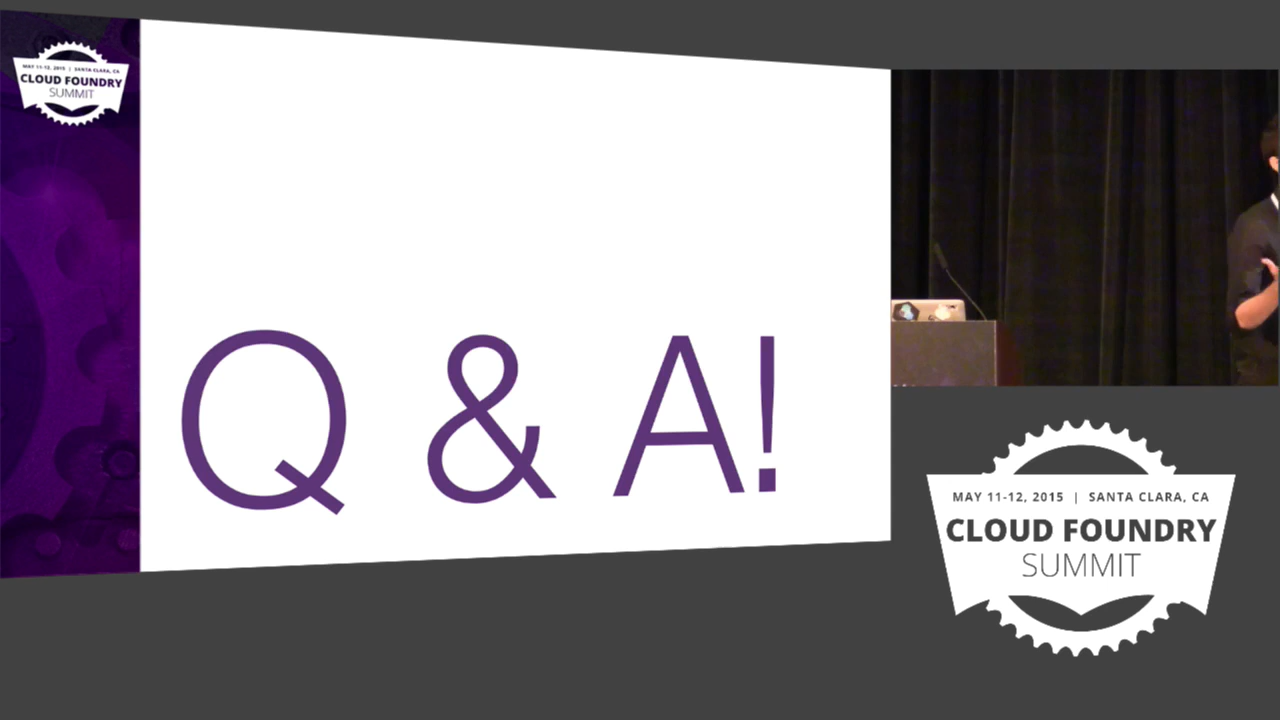 MAY 11-12, 2015 | SANTA CLARA, CA
CLOUD FOUNDRY
SUMMIT
Q & A!
MAY 11-12, 2015 | SANTA CLARA, CA
CLOUD FOUNDRY
SUMMIT